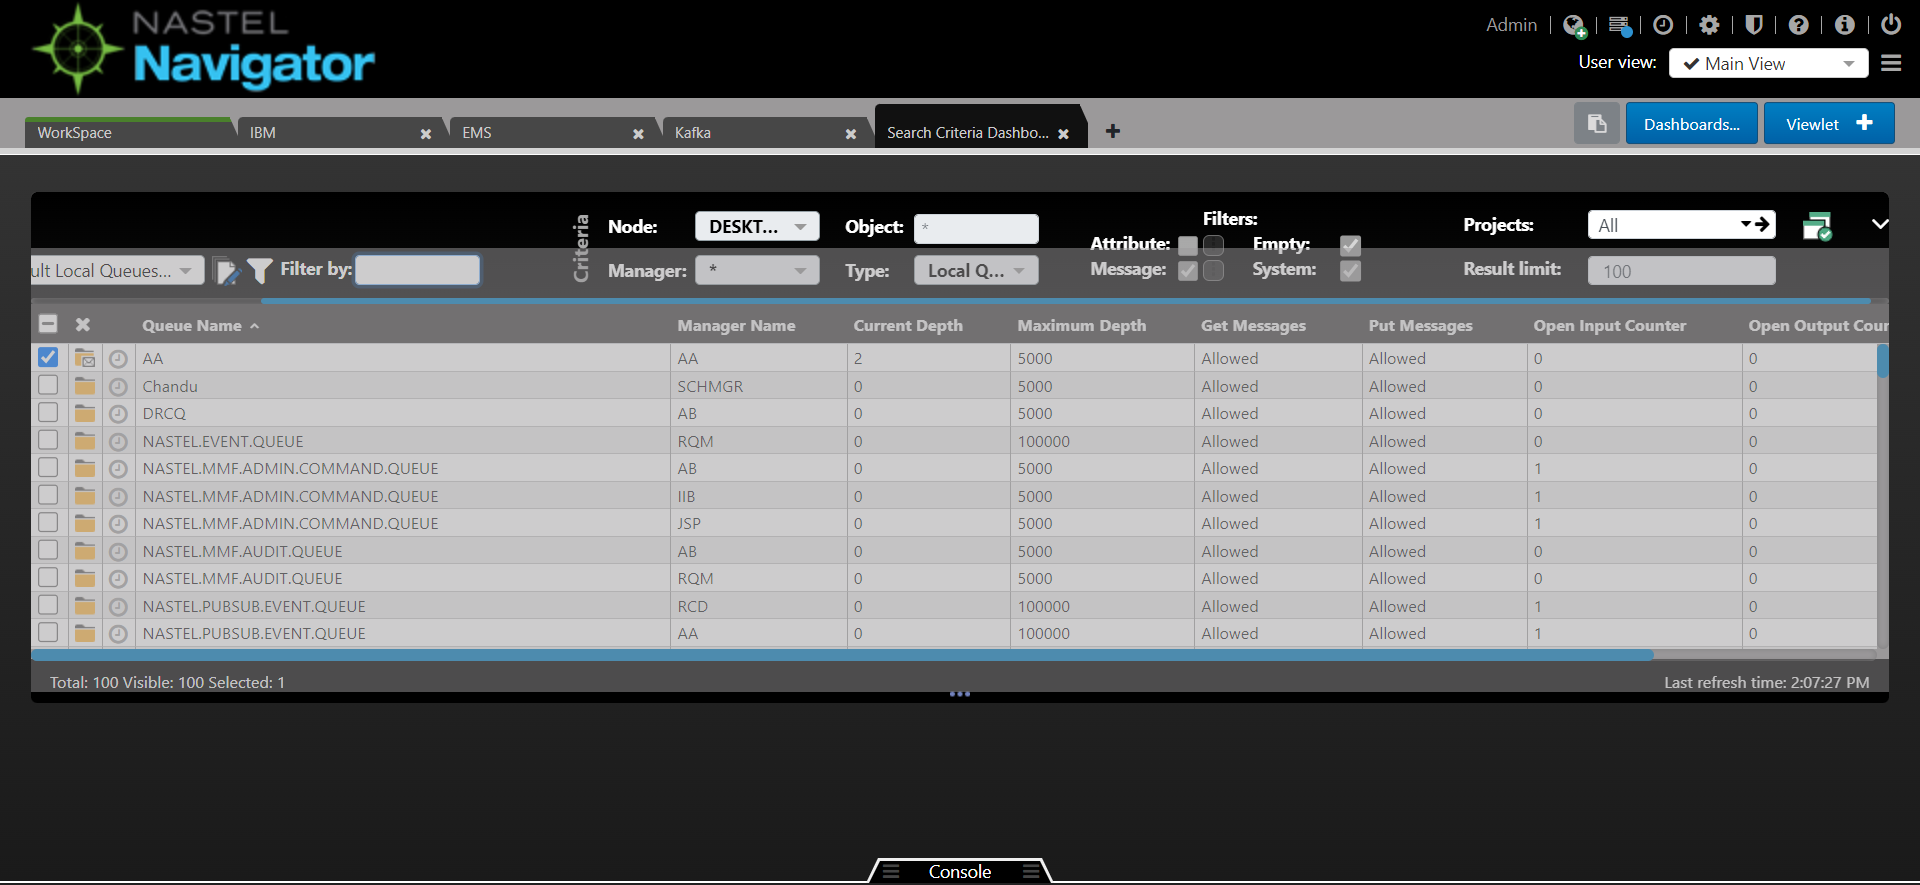 NASTEL
Navigator
Admin
User view: Main View
WorkSpace IBM EMS Kafka Search Criteria Dashbo...
Dashboards... Viewlet
Criteria
Node: DESKT... Object: * Filters: Projects: All
Attribute: Empty:
ult Local Queues... Filter by: Manager: * Type: Local Q... Message: System: Result limit: 100
Queue Name Manager Name Current Depth Maximum Depth Get Messages Put Messages Open Input Counter Open Output Coun
AA AA 2 5000 Allowed Allowed 0 0
Chandu SCHMGR 0 5000 Allowed Allowed 0 0
DRCQ AB 0 5000 Allowed Allowed 0 0
NASTEL.EVENT.QUEUE RQM 0 100000 Allowed Allowed 0 0
NASTEL.MMF.ADMIN.COMMAND.QUEUE AB 0 5000 Allowed Allowed 1 0
NASTEL.MMF.ADMIN.COMMAND.QUEUE IIB 0 5000 Allowed Allowed 1 0
NASTEL.MMF.ADMIN.COMMAND.QUEUE JSP 0 5000 Allowed Allowed 1 0
NASTEL.MMF.AUDIT.QUEUE AB 0 5000 Allowed Allowed 0 0
NASTEL.MMF.AUDIT.QUEUE RQM 0 5000 Allowed Allowed 0 0
NASTEL.PUBSUB.EVENT.QUEUE RCD 0 100000 Allowed Allowed 1 0
NASTEL.PUBSUB.EVENT.QUEUE AA 0 100000 Allowed Allowed 1 0
Total: 100 Visible: 100 Selected: 1 Last refresh time: 2:07:27 PM
Console